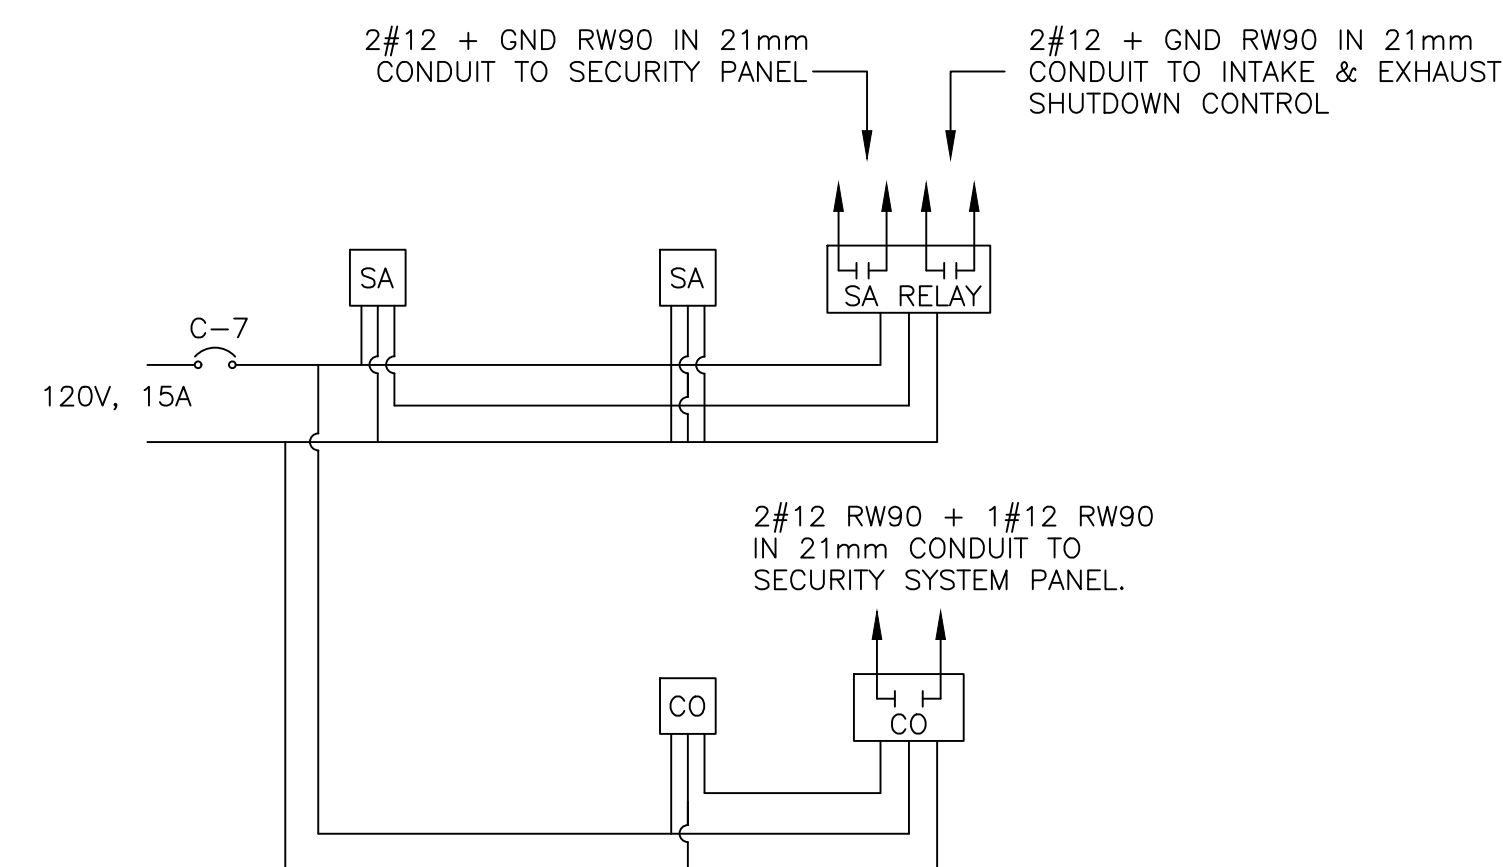 2#12 + GND RW90 IN 21mm
CONDUIT TO SECURITY PANEL
2#12 + GND RW90 IN 21mm
CONDUIT TO INTAKE & EXHAUST
SHUTDOWN CONTROL
SA
SA
SA RELAY
C-7
120V, 15A
2#12 RW90 + 1#12 RW90
IN 21mm CONDUIT TO
SECURITY SYSTEM PANEL.
CO
CO